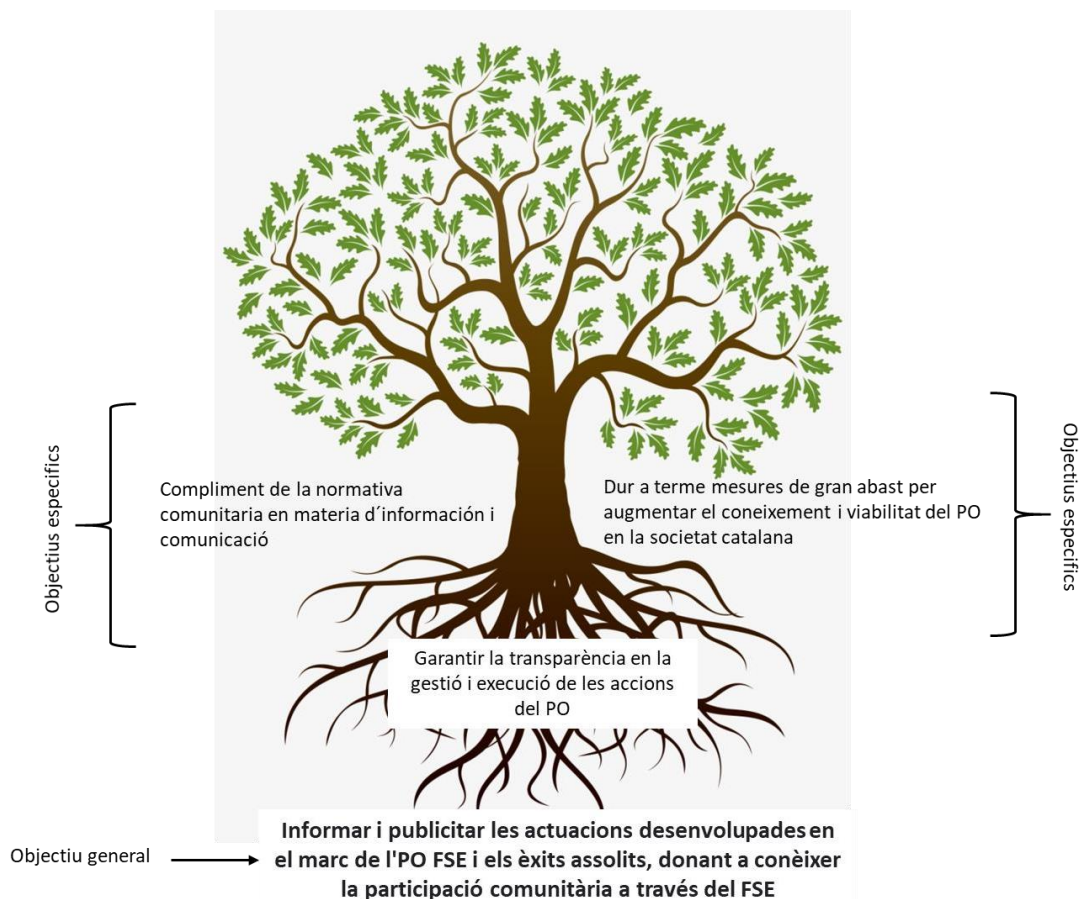 Objectius especifics
Compliment de la normativa
comunitaria en materia d´información i
comunicació
Dur a terme mesures de gran abast per
augmentar el coneixement i viabilitat del PO
en la societat catalana
Objectius especifics
Garantir la transparència en la
gestió i execució de les accions
del PO
Objectiu general
Informar i publicitar les actuacions desenvolupades en
el marc de l'PO FSE i els èxits assolits, donant a conèixer
la participació comunitària a través del FSE